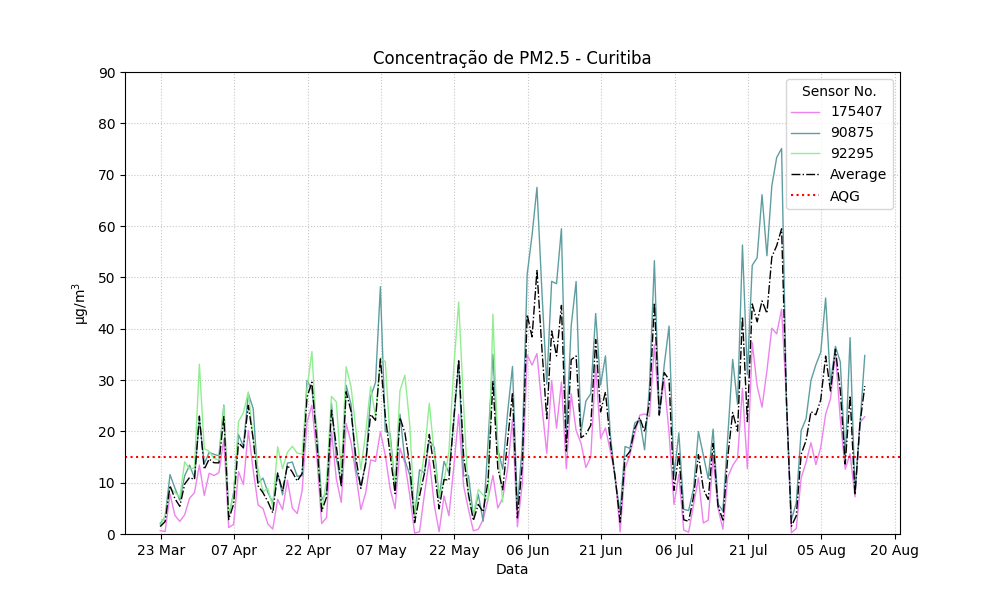 Concentração de PM2.5 - Curitiba
90
80
70
60
50
40
30
20
10
0
µg/m³
Sensor No.
175407
90875
92295
Average
AQG
23 Mar 07 Apr 22 Apr 07 May 22 May 06 Jun 21 Jun 06 Jul 21 Jul 05 Aug 20 Aug
Data